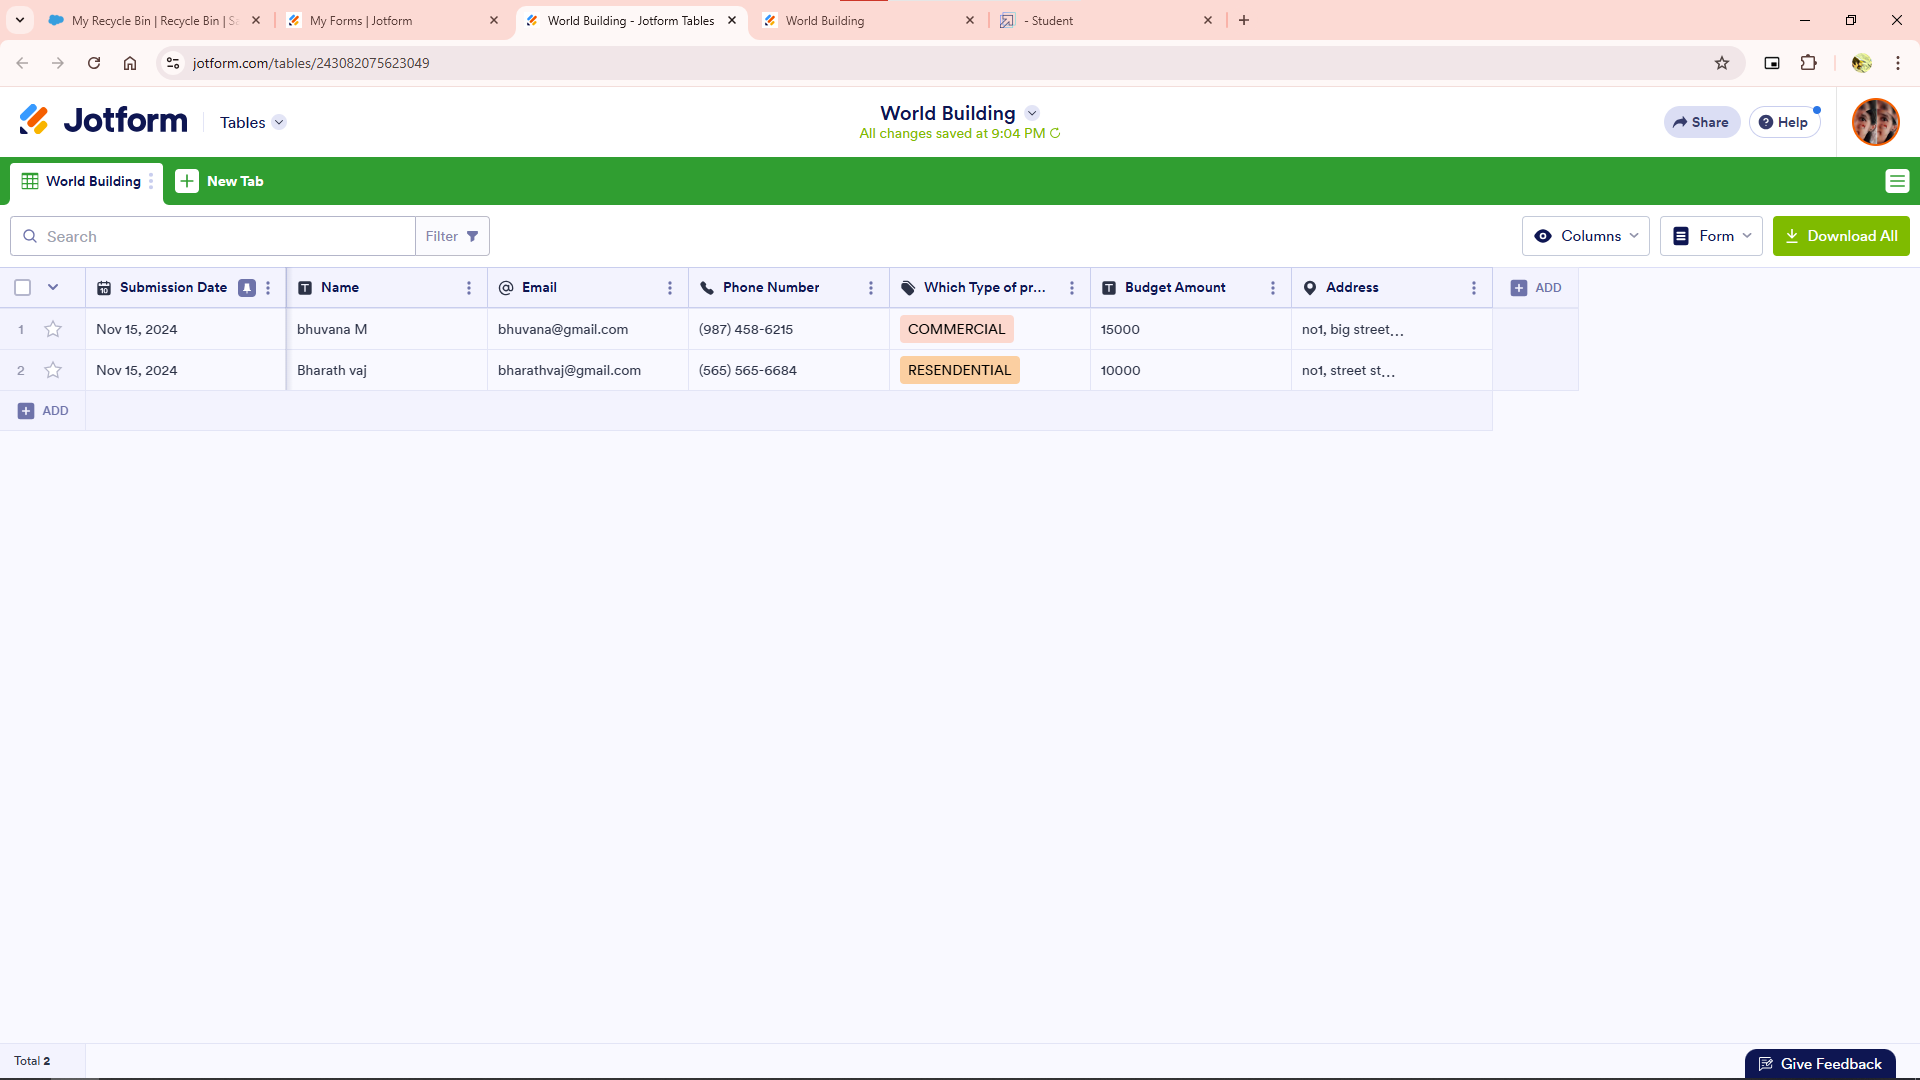 My Recycle Bin | Recycle Bin | Sa
My Forms | Jotform
World Building - Jotform Tables
World Building
- Student
jotform.com/tables/243082075623049
Jotform
Tables
World Building
All changes saved at 9:04 PM
Share
Help
World Building
New Tab
Search
Filter
Columns
Form
Download All
Submission Date Name Email Phone Number Which Type of pr... Budget Amount Address ADD
1 Nov 15, 2024 bhuvana M bhuvana@gmail.com (987) 458-6215 COMMERCIAL 15000 no1, big street...
2 Nov 15, 2024 Bharath vaj bharathvaj@gmail.com (565) 565-6684 RESENDENTIAL 10000 no1, street st...
ADD
Total 2
Give Feedback